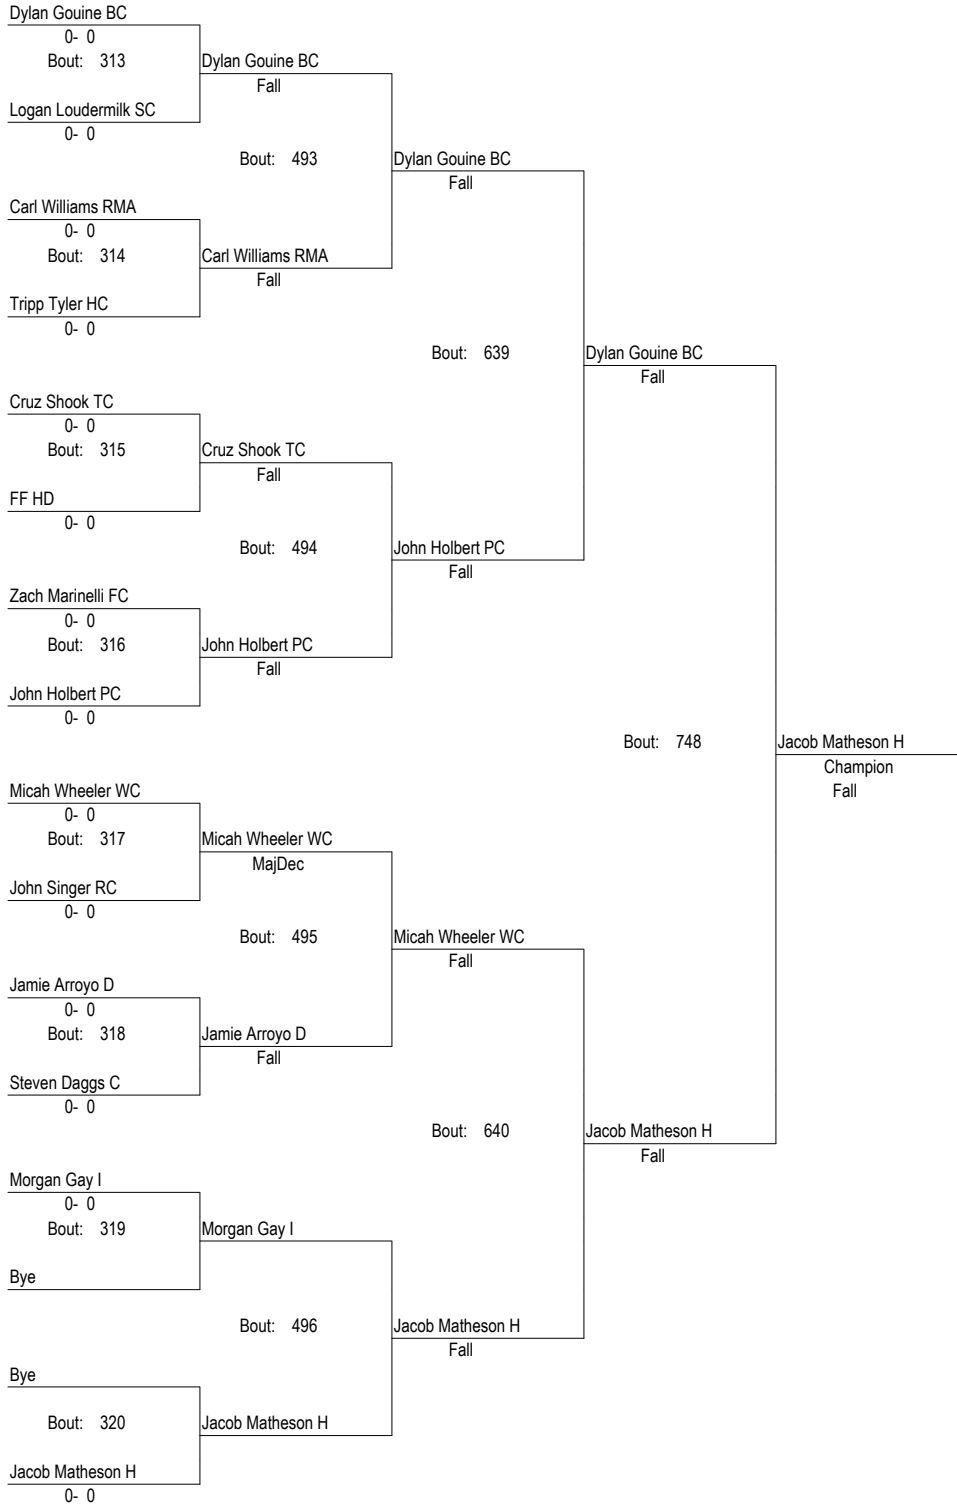 Dylan Gouine BC
0- 0
Bout: 313
Dylan Gouine BC
Fall
Logan Loudermilk SC
0- 0
Bout: 493
Dylan Gouine BC
Fall
Carl Williams RMA
0- 0
Bout: 314
Carl Williams RMA
Fall
Tripp Tyler HC
0- 0
Bout: 639
Dylan Gouine BC
Fall
Cruz Shook TC
0- 0
Bout: 315
Cruz Shook TC
Fall
FF HD
0- 0
Bout: 494
John Holbert PC
Fall
Zach Marinelli FC
0- 0
Bout: 316
John Holbert PC
Fall
John Holbert PC
0- 0
Bout: 748
Jacob Matheson H
Champion
Fall
Micah Wheeler WC
0- 0
Bout: 317
Micah Wheeler WC
MajDec
John Singer RC
0- 0
Bout: 495
Micah Wheeler WC
Fall
Jamie Arroyo D
0- 0
Bout: 318
Jamie Arroyo D
Fall
Steven Daggs C
0- 0
Bout: 640
Jacob Matheson H
Fall
Morgan Gay I
0- 0
Bout: 319
Morgan Gay I
Bye
Bout: 496
Jacob Matheson H
Fall
Bye
Bout: 320
Jacob Matheson H
Jacob Matheson H
0- 0